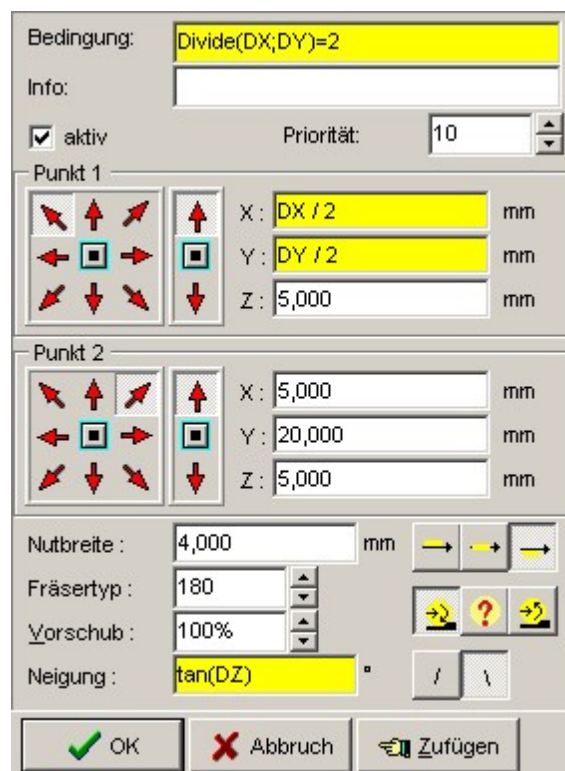 Bedingung: Divide(DX;DY)=2
Info:
aktiv Priorität: 10
Punkt 1
X : DX / 2 mm
Y : DY / 2 mm
Z : 5,000 mm
Punkt 2
X : 5,000 mm
Y : 20,000 mm
Z : 5,000 mm
Nutbreite : 4,000 mm
Fräsertyp : 180
Vorschub : 100%
Neigung : tan(DZ) ° / \
OK Abbruch Zufügen